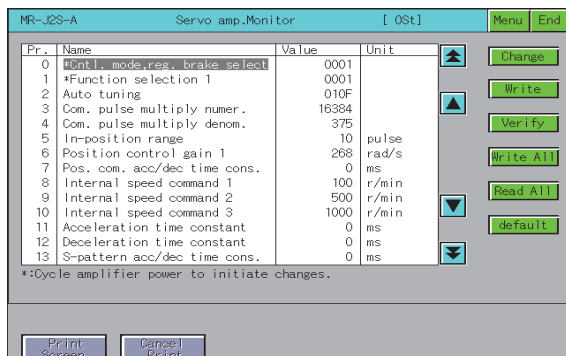 MR-J2S-A Servo amp.Monitor [ 0St] Menu End
Pr. Name Value Unit
0 *Cntl. mode,reg. brake select 0001
1 *Function selection 1 0001
2 Auto tuning 010F
3 Com. pulse multiply numer. 16384
4 Com. pulse multiply denom. 375
5 In-position range 10 pulse
6 Position control gain 1 268 rad/s
7 Pos. com. acc/dec time cons. 0 ms
8 Internal speed command 1 100 r/min
9 Internal speed command 2 500 r/min
10 Internal speed command 3 1000 r/min
11 Acceleration time constant 0 ms
12 Deceleration time constant 0 ms
13 S-pattern acc/dec time cons. 0 ms
*:Cycle amplifier power to initiate changes.
Change
Write
Verify
Write All
Read All
default
Print Screen
Cancel Print